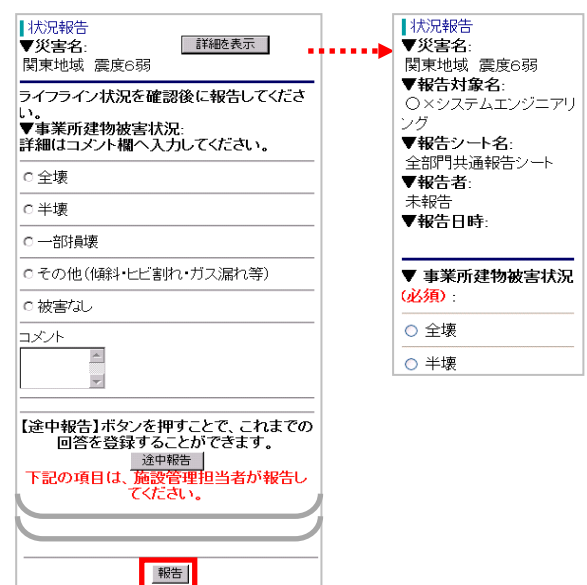 状況報告
▼災害名:
詳細を表示
関東地域 震度6弱
ライフライン状況を確認後に報告してくださ
い。
▼事業所建物被害状況:
詳細はコメント欄へ入力してください。
全壊
半壊
一部損壊
その他(傾斜・ヒビ割れ・ガス漏れ等)
被害なし
コメント
【途中報告】ボタンを押すことで、これまでの
回答を登録することができます。
途中報告
下記の項目は、施設管理担当者が報告し
てください。
報告
状況報告
▼災害名:
関東地域 震度6弱
▼報告対象名:
○×システムエンジニアリ
ング
▼報告シート名:
全部門共通報告シート
▼報告者:
未報告
▼報告日時:
▼ 事業所建物被害状況
(必須) :
全壊
半壊